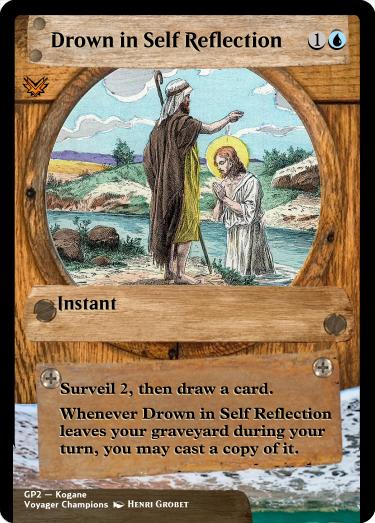 Drown in Self Reflection 1
Instant
Surveil 2, then draw a card.
Whenever Drown in Self Reflection
leaves your graveyard during your
turn, you may cast a copy of it.
GP2 — Kogane
Voyager Champions Henri Grobet